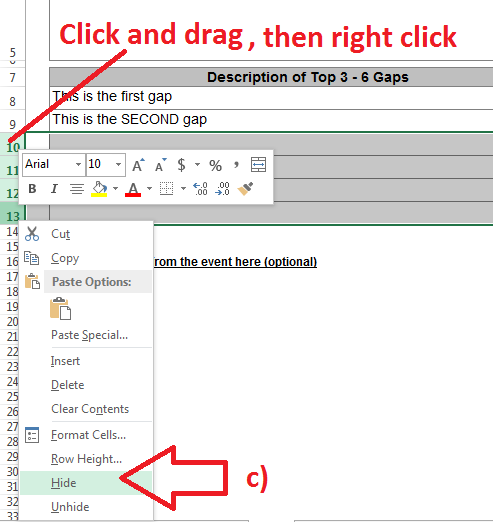 Click and drag , then right click
5
6
7 Description of Top 3 - 6 Gaps
8 This is the first gap
9 This is the SECOND gap
10
Arial 10 A A $ % ,
11
B I A ←.0 .00 .00 →.0
12
13
14
15
16 rom the event here (optional)
17
18
19
20
21
22
23
24
25
26
27
28
29
30
31
32
33
Cut
Copy
Paste Options:
Paste Special...
Insert
Delete
Clear Contents
Format Cells...
Row Height...
Hide
c)
Unhide